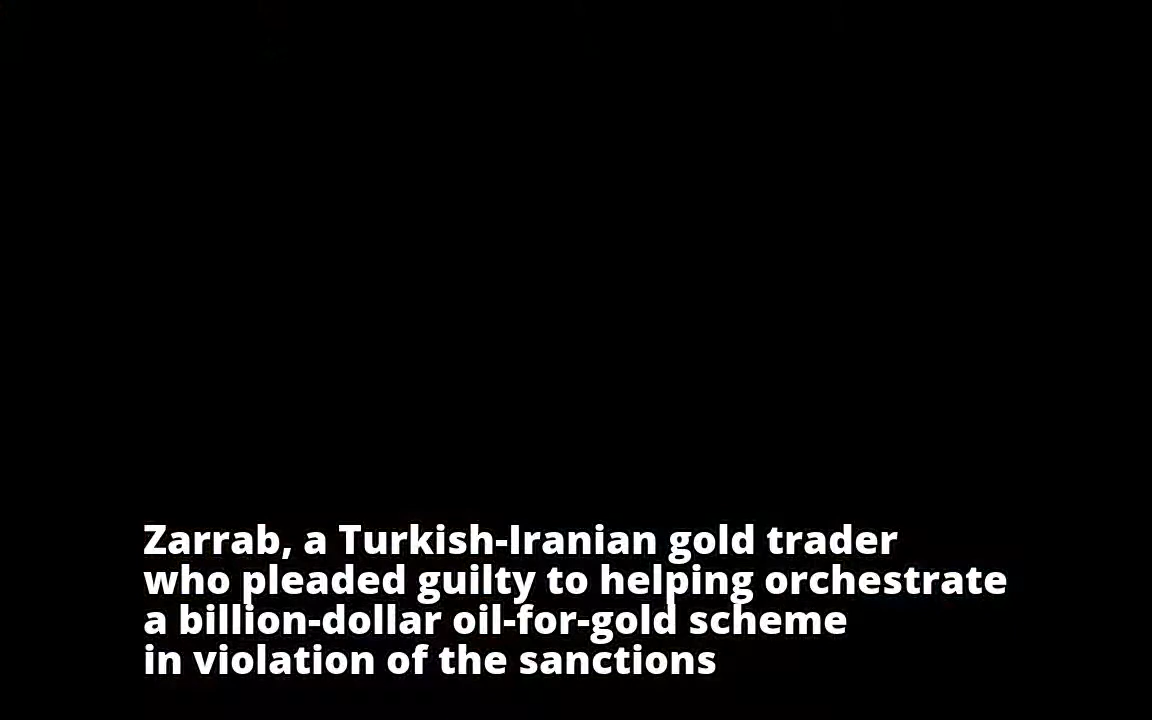 Zarrab, a Turkish-Iranian gold trader
who pleaded guilty to helping orchestrate
a billion-dollar oil-for-gold scheme
in violation of the sanctions